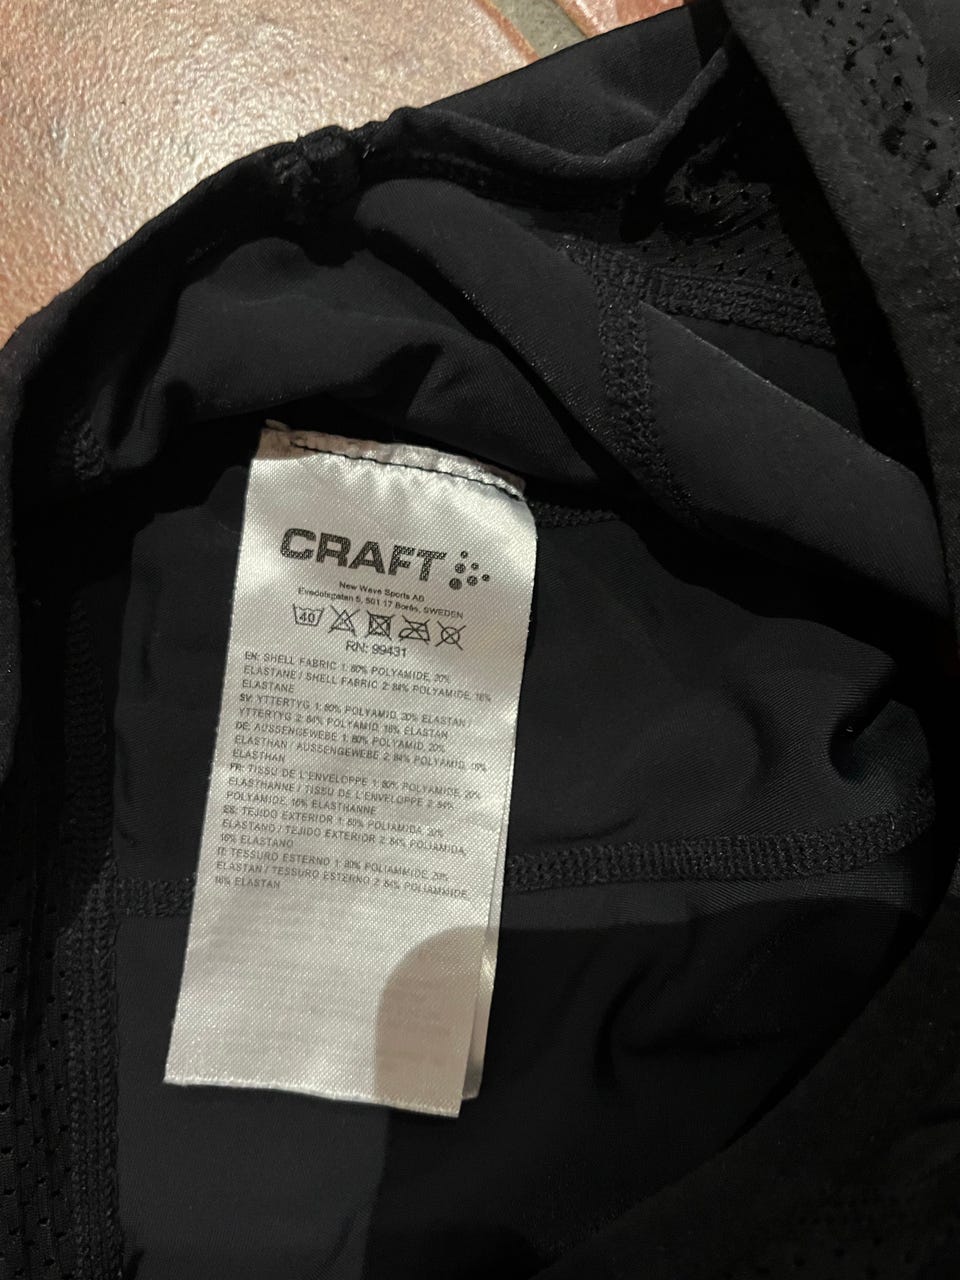 CRAFT
New Wave Sports AB
Evedalsgatan 5, 501 17 Borås, SWEDEN
40
RN: 99431
EN: SHELL FABRIC 1: 80% POLYAMIDE, 20%
ELASTANE / SHELL FABRIC 2: 84% POLYAMIDE, 16%
ELASTANE
SV: YTTERTYG 1: 80% POLYAMID, 20% ELASTAN /
YTTERTYG 2: 84% POLYAMID, 16% ELASTAN
DE: AUSSENGEWEBE 1: 80% POLYAMID, 20%
ELASTHAN / AUSSENGEWEBE 2: 84% POLYAMID, 16%
ELASTHAN
FR: TISSU DE L'ENVELOPPE 1: 80% POLYAMIDE, 20%
ELASTHANNE / TISSU DE L'ENVELOPPE 2: 84%
POLYAMIDE, 16% ELASTHANNE
ES: TEJIDO EXTERIOR 1: 80% POLIAMIDA, 20%
ELASTANO / TEJIDO EXTERIOR 2: 84% POLIAMIDA,
16% ELASTANO
IT: TESSURO ESTERNO 1: 80% POLIAMMIDE, 20%
ELASTAN / TESSURO ESTERNO 2: 84% POLIAMMIDE,
16% ELASTAN